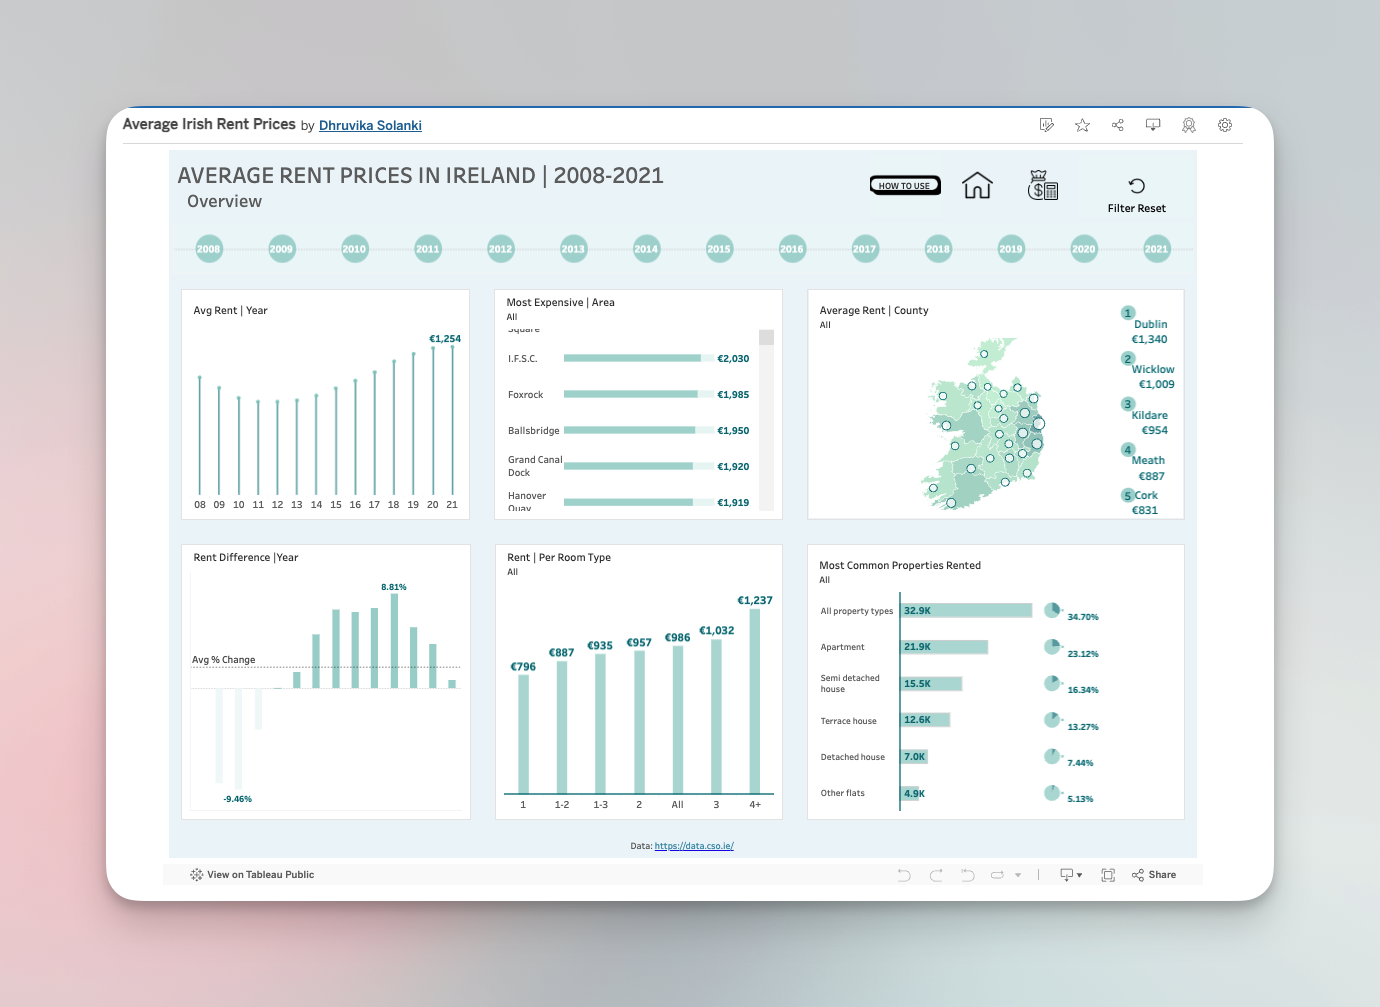 Average Irish Rent Prices by Dhruvika Solanki
AVERAGE RENT PRICES IN IRELAND | 2008-2021
Overview
HOW TO USE
Filter Reset
2008 2009 2010 2011 2012 2013 2014 2015 2016 2017 2018 2019 2020 2021
Avg Rent | Year
€1,254
08 09 10 11 12 13 14 15 16 17 18 19 20 21
Most Expensive | Area
All
Square
I.F.S.C. €2,030
Foxrock €1,985
Ballsbridge €1,950
Grand Canal
Dock €1,920
Hanover
Quay €1,919
Average Rent | County
All
1
Dublin
€1,340
2
Wicklow
€1,009
3
Kildare
€954
4
Meath
€887
5 Cork
€831
Rent Difference |Year
8.81%
Avg % Change
-9.46%
Rent | Per Room Type
All
€796 €887 €935 €957 €986 €1,032 €1,237
1 1-2 1-3 2 All 3 4+
Most Common Properties Rented
All
All property types 32.9K 34.70%
Apartment 21.9K 23.12%
Semi detached
house 15.5K 16.34%
Terrace house 12.6K 13.27%
Detached house 7.0K 7.44%
Other flats 4.9K 5.13%
Data: https://data.cso.ie/
View on Tableau Public
Share